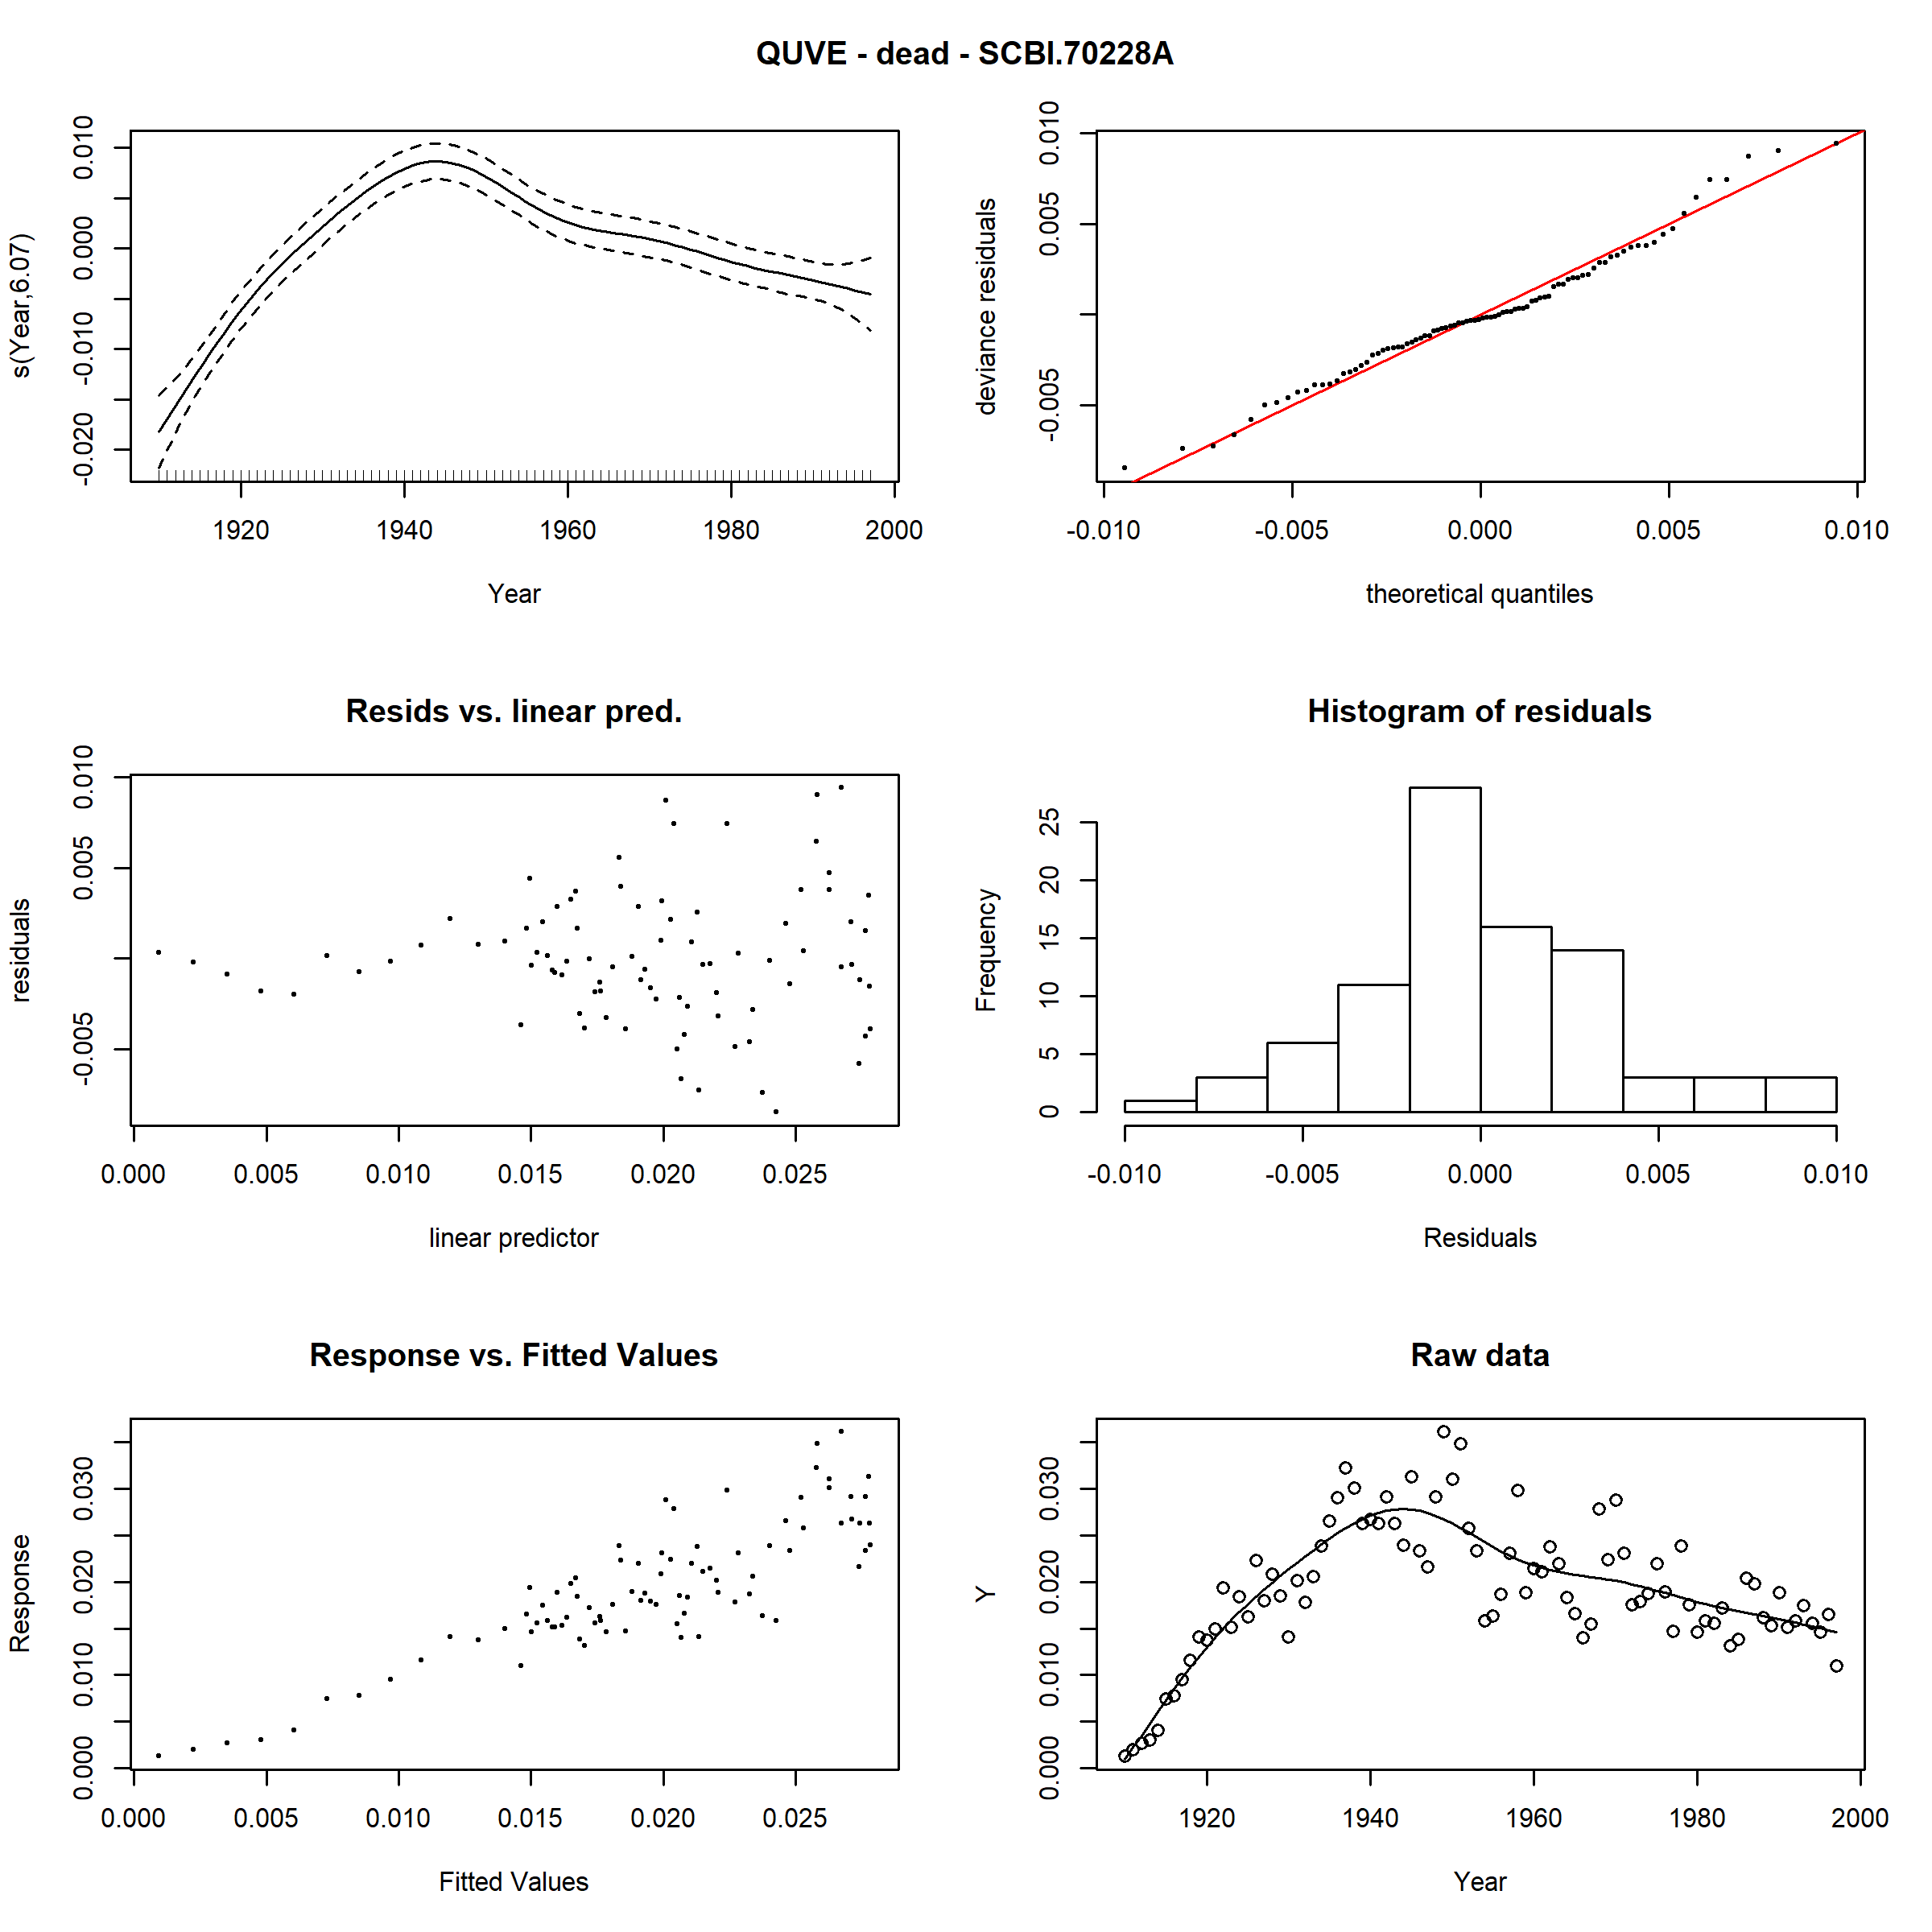 QUVE - dead - SCBI.70228A
s(Year,6.07)
-0.020 -0.010 0.000 0.010
1920 1940 1960 1980 2000
Year
deviance residuals
-0.005 0.005 0.010
-0.010 -0.005 0.000 0.005 0.010
theoretical quantiles
Resids vs. linear pred.
residuals
-0.005 0.005 0.010
0.000 0.005 0.010 0.015 0.020 0.025
linear predictor
Histogram of residuals
Frequency
0 5 10 15 20 25
-0.010 -0.005 0.000 0.005 0.010
Residuals
Response vs. Fitted Values
Response
0.000 0.010 0.020 0.030
0.000 0.005 0.010 0.015 0.020 0.025
Fitted Values
Raw data
Y
0.000 0.010 0.020 0.030
1920 1940 1960 1980 2000
Year